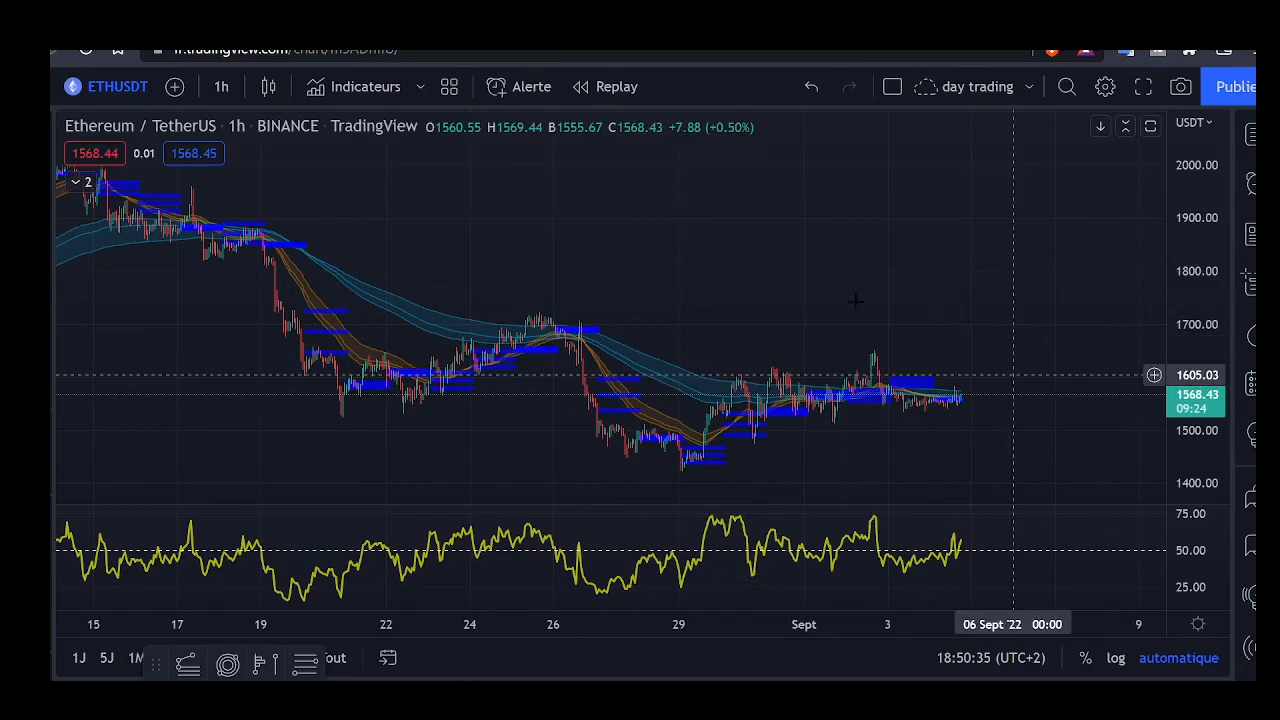 ETHUSDT 1h Indicateurs Alerte Replay day trading Publie
Ethereum / TetherUS · 1h · BINANCE · TradingView O1560.55 H1569.44 B1555.67 C1568.43 +7.88 (+0.50%)
USDT
1568.44 0.01 1568.45
2
2000.00
1900.00
1800.00
1700.00
1605.03
1568.43
09:24
1500.00
1400.00
75.00
50.00
25.00
15 17 19 22 24 26 29 Sept 3 06 Sept '22 00:00 9
1J 5J 1M out 18:50:35 (UTC+2) % log automatique